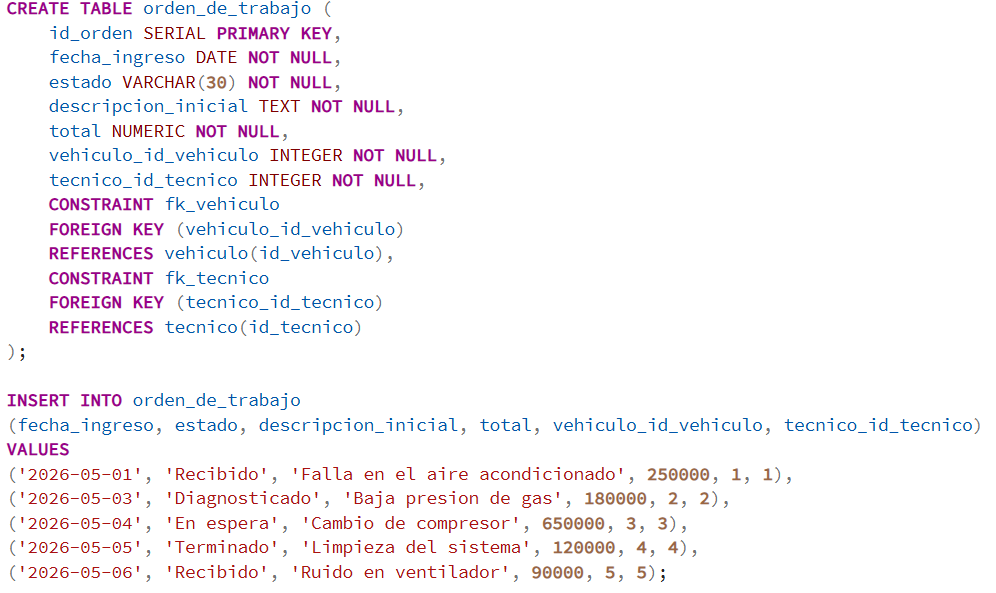 CREATE TABLE orden_de_trabajo (
    id_orden SERIAL PRIMARY KEY,
    fecha_ingreso DATE NOT NULL,
    estado VARCHAR(30) NOT NULL,
    descripcion_inicial TEXT NOT NULL,
    total NUMERIC NOT NULL,
    vehiculo_id_vehiculo INTEGER NOT NULL,
    tecnico_id_tecnico INTEGER NOT NULL,
    CONSTRAINT fk_vehiculo
    FOREIGN KEY (vehiculo_id_vehiculo)
    REFERENCES vehiculo(id_vehiculo),
    CONSTRAINT fk_tecnico
    FOREIGN KEY (tecnico_id_tecnico)
    REFERENCES tecnico(id_tecnico)
);

INSERT INTO orden_de_trabajo
(fecha_ingreso, estado, descripcion_inicial, total, vehiculo_id_vehiculo, tecnico_id_tecnico)
VALUES
('2026-05-01', 'Recibido', 'Falla en el aire acondicionado', 250000, 1, 1),
('2026-05-03', 'Diagnosticado', 'Baja presion de gas', 180000, 2, 2),
('2026-05-04', 'En espera', 'Cambio de compresor', 650000, 3, 3),
('2026-05-05', 'Terminado', 'Limpieza del sistema', 120000, 4, 4),
('2026-05-06', 'Recibido', 'Ruido en ventilador', 90000, 5, 5);